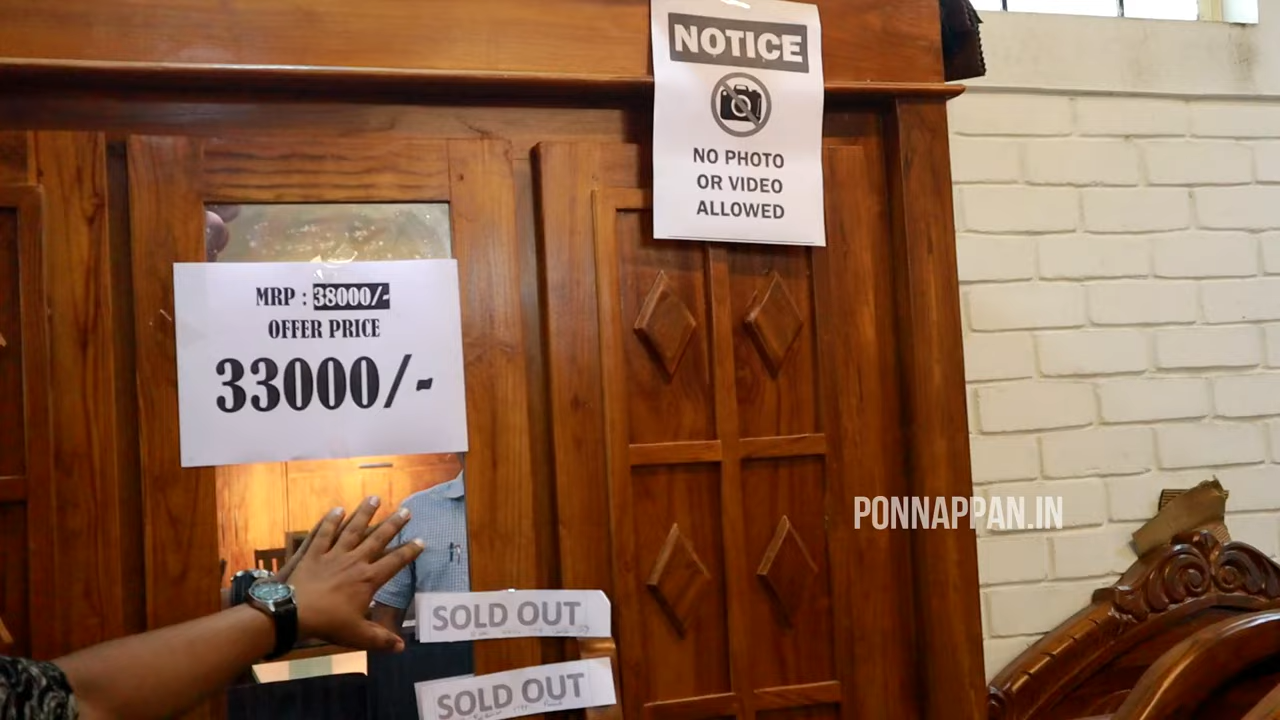 NOTICE
NO PHOTO
OR VIDEO
ALLOWED
MRP : 38000/-
OFFER PRICE
33000/-
PONNAPPAN.IN
SOLD OUT
SOLD OUT